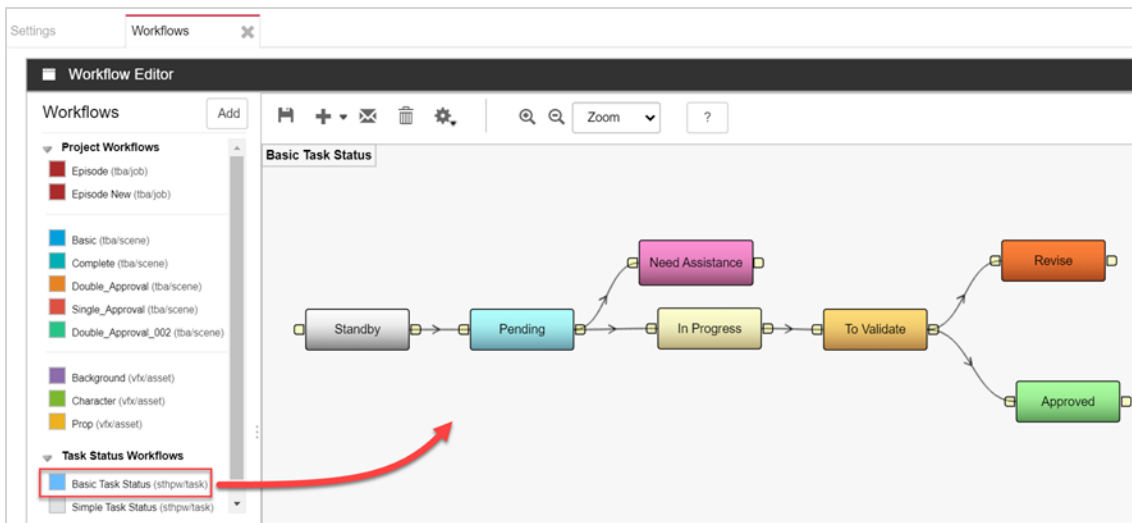 Settings
Workflows
Workflow Editor
Workflows
Add
Zoom
?
Project Workflows
Episode (tba/job)
Episode New (tba/job)
Basic (tba/scene)
Complete (tba/scene)
Double_Approval (tba/scene)
Single_Approval (tba/scene)
Double_Approval_002 (tba/scene)
Background (vfx/asset)
Character (vfx/asset)
Prop (vfx/asset)
Task Status Workflows
Basic Task Status (sthpw/task)
Simple Task Status (sthpw/task)
Basic Task Status
Standby
Pending
Need Assistance
In Progress
To Validate
Revise
Approved